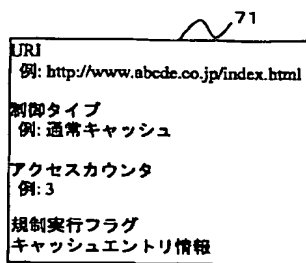 71
URI
例: http://www.abcde.co.jp/index.html
制御タイプ
例: 通常キャッシュ
アクセスカウンタ
例: 3
規制実行フラグ
キャッシュエントリ情報